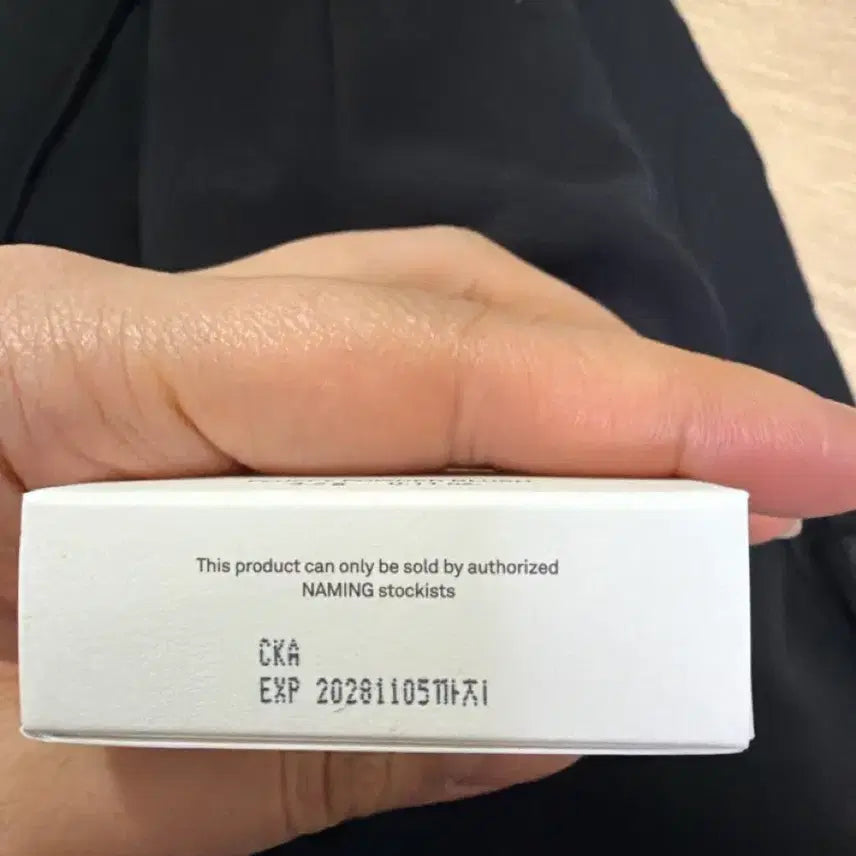 This product can only be sold by authorized
NAMING stockists
CKA
EXP 20281105까지